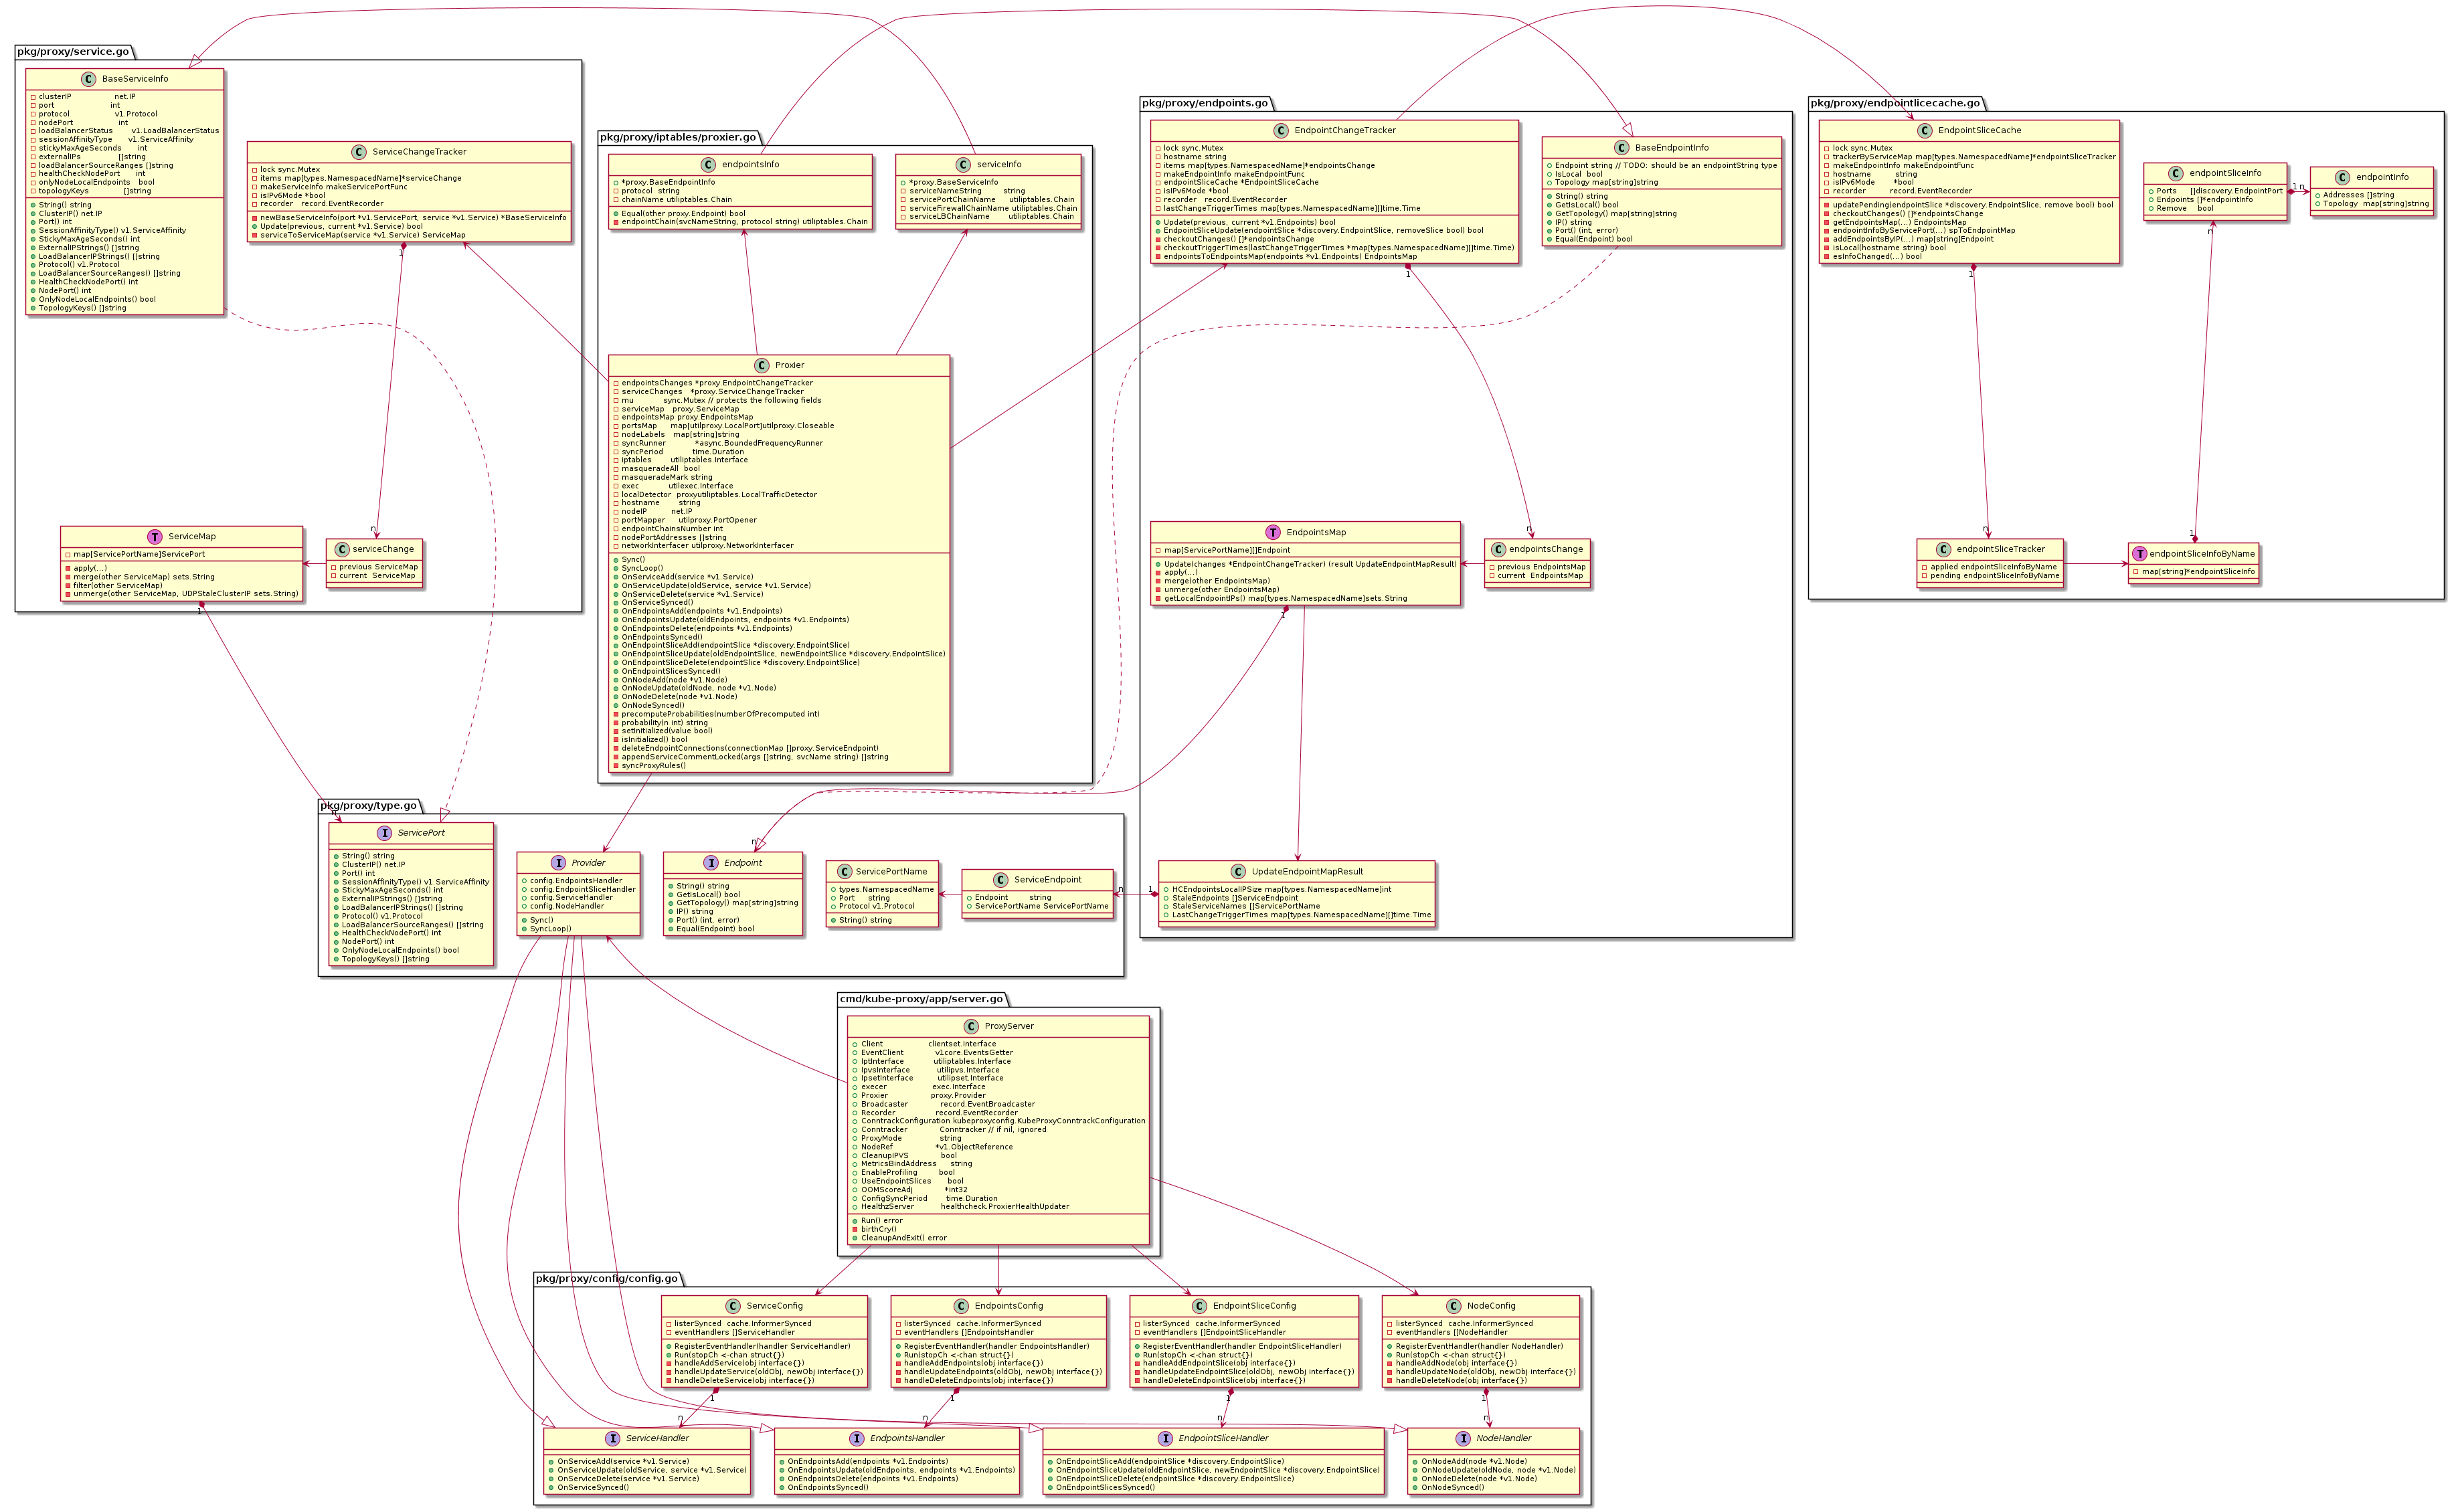 pkg/proxy/service.go
BaseServiceInfo
clusterIP net.IP
port int
protocol v1.Protocol
nodePort int
loadBalancerStatus v1.LoadBalancerStatus
sessionAffinityType v1.ServiceAffinity
stickyMaxAgeSeconds int
externalIPs []string
loadBalancerSourceRanges []string
healthCheckNodePort int
onlyNodeLocalEndpoints bool
topologyKeys []string
String() string
ClusterIP() net.IP
Port() int
SessionAffinityType() v1.ServiceAffinity
StickyMaxAgeSeconds() int
ExternalIPStrings() []string
LoadBalancerIPStrings() []string
Protocol() v1.Protocol
LoadBalancerSourceRanges() []string
HealthCheckNodePort() int
NodePort() int
OnlyNodeLocalEndpoints() bool
TopologyKeys() []string
ServiceChangeTracker
lock sync.Mutex
items map[types.NamespacedName]*serviceChange
makeServiceInfo makeServicePortFunc
isIPv6Mode *bool
recorder record.EventRecorder
newBaseServiceInfo(port *v1.ServicePort, service *v1.Service) *BaseServiceInfo
Update(previous, current *v1.Service) bool
serviceToServiceMap(service *v1.Service) ServiceMap
1
n
ServiceMap
map[ServicePortName]ServicePort
apply(...)
merge(other ServiceMap) sets.String
filter(other ServiceMap)
unmerge(other ServiceMap, UDPStaleClusterIP sets.String)
1
serviceChange
previous ServiceMap
current ServiceMap
pkg/proxy/iptables/proxier.go
endpointsInfo
*proxy.BaseEndpointInfo
protocol string
chainName utiliptables.Chain
Equal(other proxy.Endpoint) bool
endpointChain(svcNameString, protocol string) utiliptables.Chain
serviceInfo
*proxy.BaseServiceInfo
serviceNameString string
servicePortChainName utiliptables.Chain
serviceFirewallChainName utiliptables.Chain
serviceLBChainName utiliptables.Chain
Proxier
endpointsChanges *proxy.EndpointChangeTracker
serviceChanges *proxy.ServiceChangeTracker
mu sync.Mutex // protects the following fields
serviceMap proxy.ServiceMap
endpointsMap proxy.EndpointsMap
portsMap map[utilproxy.LocalPort]utilproxy.Closeable
nodeLabels map[string]string
syncRunner *async.BoundedFrequencyRunner
syncPeriod time.Duration
iptables utiliptables.Interface
masqueradeAll bool
masqueradeMark string
exec utilexec.Interface
localDetector proxyutiliptables.LocalTrafficDetector
hostname string
nodeIP net.IP
portMapper utilproxy.PortOpener
endpointChainsNumber int
nodePortAddresses []string
networkInterfacer utilproxy.NetworkInterfacer
Sync()
SyncLoop()
OnServiceAdd(service *v1.Service)
OnServiceUpdate(oldService, service *v1.Service)
OnServiceDelete(service *v1.Service)
OnServiceSynced()
OnEndpointsAdd(endpoints *v1.Endpoints)
OnEndpointsUpdate(oldEndpoints, endpoints *v1.Endpoints)
OnEndpointsDelete(endpoints *v1.Endpoints)
OnEndpointsSynced()
OnEndpointSliceAdd(endpointSlice *discovery.EndpointSlice)
OnEndpointSliceUpdate(oldEndpointSlice, newEndpointSlice *discovery.EndpointSlice)
OnEndpointSliceDelete(endpointSlice *discovery.EndpointSlice)
OnEndpointSlicesSynced()
OnNodeAdd(node *v1.Node)
OnNodeUpdate(oldNode, node *v1.Node)
OnNodeDelete(node *v1.Node)
OnNodeSynced()
precomputeProbabilities(numberOfPrecomputed int)
probability(n int) string
setInitialized(value bool)
isInitialized() bool
deleteEndpointConnections(connectionMap []proxy.ServiceEndpoint)
appendServiceCommentLocked(args []string, svcName string) []string
syncProxyRules()
pkg/proxy/endpoints.go
EndpointChangeTracker
lock sync.Mutex
hostname string
items map[types.NamespacedName]*endpointsChange
makeEndpointInfo makeEndpointFunc
endpointSliceCache *EndpointSliceCache
isIPv6Mode *bool
recorder record.EventRecorder
lastChangeTriggerTimes map[types.NamespacedName][]time.Time
Update(previous, current *v1.Endpoints) bool
EndpointSliceUpdate(endpointSlice *discovery.EndpointSlice, removeSlice bool) bool
checkoutChanges() []*endpointsChange
checkoutTriggerTimes(lastChangeTriggerTimes *map[types.NamespacedName][]time.Time)
endpointsToEndpointsMap(endpoints *v1.Endpoints) EndpointsMap
1
n
BaseEndpointInfo
Endpoint string // TODO: should be an endpointString type
IsLocal bool
Topology map[string]string
String() string
GetIsLocal() bool
GetTopology() map[string]string
IP() string
Port() (int, error)
Equal(Endpoint) bool
EndpointsMap
map[ServicePortName][]Endpoint
Update(changes *EndpointChangeTracker) (result UpdateEndpointMapResult)
apply(...)
merge(other EndpointsMap)
unmerge(other EndpointsMap)
getLocalEndpointIPs() map[types.NamespacedName]sets.String
1
endpointsChange
previous EndpointsMap
current EndpointsMap
UpdateEndpointMapResult
HCEndpointsLocalIPSize map[types.NamespacedName]int
StaleEndpoints []ServiceEndpoint
StaleServiceNames []ServicePortName
LastChangeTriggerTimes map[types.NamespacedName][]time.Time
n 1
pkg/proxy/endpointlicecache.go
EndpointSliceCache
lock sync.Mutex
trackerByServiceMap map[types.NamespacedName]*endpointSliceTracker
makeEndpointInfo makeEndpointFunc
hostname string
isIPv6Mode *bool
recorder record.EventRecorder
updatePending(endpointSlice *discovery.EndpointSlice, remove bool) bool
checkoutChanges() []*endpointsChange
getEndpointsMap(...) EndpointsMap
endpointInfoByServicePort(...) spToEndpointMap
addEndpointsByIP(...) map[string]Endpoint
isLocal(hostname string) bool
esInfoChanged(...) bool
1
n
endpointSliceInfo
Ports []discovery.EndpointPort
Endpoints []*endpointInfo
Remove bool
1 n
n
endpointInfo
Addresses []string
Topology map[string]string
endpointSliceTracker
applied endpointSliceInfoByName
pending endpointSliceInfoByName
1
endpointSliceInfoByName
map[string]*endpointSliceInfo
pkg/proxy/type.go
n
ServicePort
String() string
ClusterIP() net.IP
Port() int
SessionAffinityType() v1.ServiceAffinity
StickyMaxAgeSeconds() int
ExternalIPStrings() []string
LoadBalancerIPStrings() []string
Protocol() v1.Protocol
LoadBalancerSourceRanges() []string
HealthCheckNodePort() int
NodePort() int
OnlyNodeLocalEndpoints() bool
TopologyKeys() []string
Provider
config.EndpointsHandler
config.EndpointSliceHandler
config.ServiceHandler
config.NodeHandler
Sync()
SyncLoop()
n
Endpoint
String() string
GetIsLocal() bool
GetTopology() map[string]string
IP() string
Port() (int, error)
Equal(Endpoint) bool
ServicePortName
types.NamespacedName
Port string
Protocol v1.Protocol
String() string
ServiceEndpoint
Endpoint string
ServicePortName ServicePortName
cmd/kube-proxy/app/server.go
ProxyServer
Client clientset.Interface
EventClient v1core.EventsGetter
IptInterface utiliptables.Interface
IpvsInterface utilipvs.Interface
IpsetInterface utilipset.Interface
execer exec.Interface
Proxier proxy.Provider
Broadcaster record.EventBroadcaster
Recorder record.EventRecorder
ConntrackConfiguration kubeproxyconfig.KubeProxyConntrackConfiguration
Conntracker Conntracker // if nil, ignored
ProxyMode string
NodeRef *v1.ObjectReference
CleanupIPVS bool
MetricsBindAddress string
EnableProfiling bool
UseEndpointSlices bool
OOMScoreAdj *int32
ConfigSyncPeriod time.Duration
HealthzServer healthcheck.ProxierHealthUpdater
Run() error
birthCry()
CleanupAndExit() error
pkg/proxy/config/config.go
ServiceConfig
listerSynced cache.InformerSynced
eventHandlers []ServiceHandler
RegisterEventHandler(handler ServiceHandler)
Run(stopCh <-chan struct{})
handleAddService(obj interface{})
handleUpdateService(oldObj, newObj interface{})
handleDeleteService(obj interface{})
1
n
EndpointsConfig
listerSynced cache.InformerSynced
eventHandlers []EndpointsHandler
RegisterEventHandler(handler EndpointsHandler)
Run(stopCh <-chan struct{})
handleAddEndpoints(obj interface{})
handleUpdateEndpoints(oldObj, newObj interface{})
handleDeleteEndpoints(obj interface{})
1
n
EndpointSliceConfig
listerSynced cache.InformerSynced
eventHandlers []EndpointSliceHandler
RegisterEventHandler(handler EndpointSliceHandler)
Run(stopCh <-chan struct{})
handleAddEndpointSlice(obj interface{})
handleUpdateEndpointSlice(oldObj, newObj interface{})
handleDeleteEndpointSlice(obj interface{})
1
n
NodeConfig
listerSynced cache.InformerSynced
eventHandlers []NodeHandler
RegisterEventHandler(handler NodeHandler)
Run(stopCh <-chan struct{})
handleAddNode(obj interface{})
handleUpdateNode(oldObj, newObj interface{})
handleDeleteNode(obj interface{})
1
n
ServiceHandler
OnServiceAdd(service *v1.Service)
OnServiceUpdate(oldService, service *v1.Service)
OnServiceDelete(service *v1.Service)
OnServiceSynced()
EndpointsHandler
OnEndpointsAdd(endpoints *v1.Endpoints)
OnEndpointsUpdate(oldEndpoints, endpoints *v1.Endpoints)
OnEndpointsDelete(endpoints *v1.Endpoints)
OnEndpointsSynced()
EndpointSliceHandler
OnEndpointSliceAdd(endpointSlice *discovery.EndpointSlice)
OnEndpointSliceUpdate(oldEndpointSlice, newEndpointSlice *discovery.EndpointSlice)
OnEndpointSliceDelete(endpointSlice *discovery.EndpointSlice)
OnEndpointSlicesSynced()
NodeHandler
OnNodeAdd(node *v1.Node)
OnNodeUpdate(oldNode, node *v1.Node)
OnNodeDelete(node *v1.Node)
OnNodeSynced()